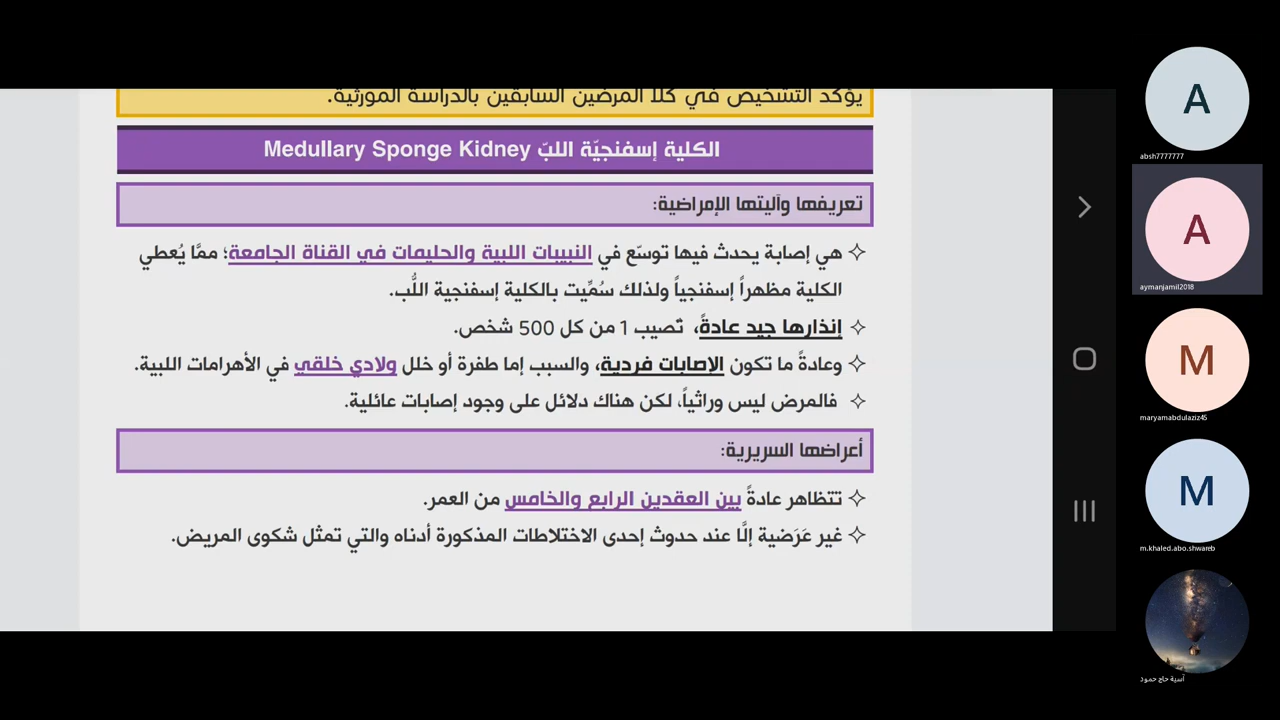 يؤكد التشخيص في كلا المرضين السابقين بالدراسة المورثية.
الكلية إسفنجيّة اللبّ Medullary Sponge Kidney
تعريفها وآليتها الإمراضية:
✧ هي إصابة يحدث فيها توسّع في النبيبات اللبية والحليمات في القناة الجامعة؛ ممَّا يُعطي
الكلية مظهراً إسفنجياً ولذلك سُمِّيت بالكلية إسفنجية اللُّب.
✧ إنذارها جيد عادةً، تُصيب 1 من كل 500 شخص.
✧ وعادةً ما تكون الإصابات فردية، والسبب إما طفرة أو خلل ولادي خلقي في الأهرامات اللبية.
✧ فالمرض ليس وراثياً، لكن هناك دلائل على وجود إصابات عائلية.
أعراضها السريرية:
✧ تتظاهر عادةً بين العقدين الرابع والخامس من العمر.
✧ غير عَرَضية إلَّا عند حدوث إحدى الاختلاطات المذكورة أدناه والتي تمثل شكوى المريض.
A
absh7777777
A
aymanjamil2018
M
maryamabdulaziz45
M
m.khaled.abo.shwareb
آسية حاج حمود